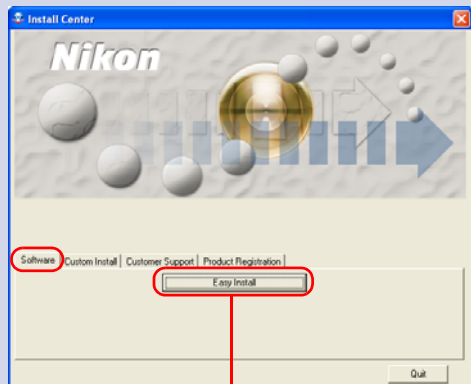 Install Center
Nikon
Software Custom Install Customer Support Product Registration
Easy Install
Quit